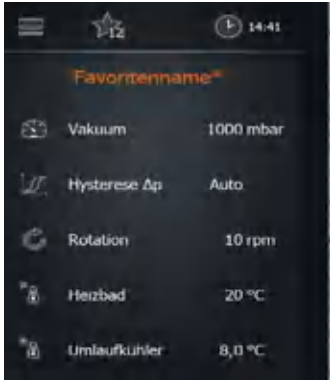 12 14:41
Favoritenname*
Vakuum 1000 mbar
Hysterese Δp Auto
Rotation 10 rpm
Heizbad 20 °C
Umlaufkühler 8,0 °C